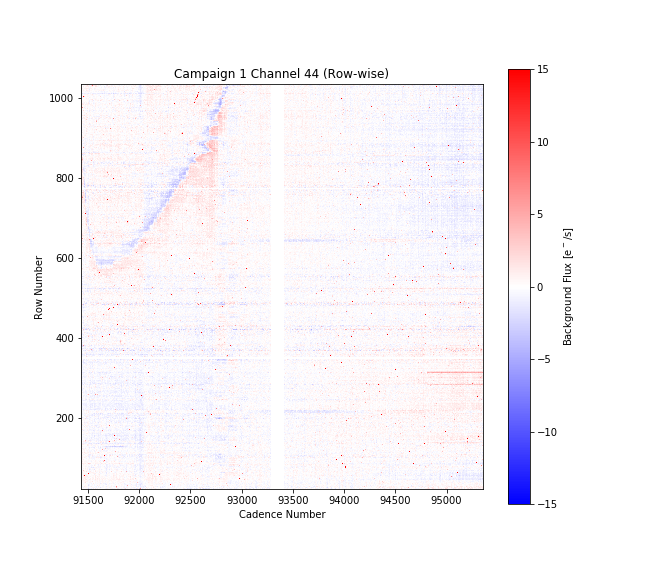 Campaign 1 Channel 44 (Row-wise)
1000
800
600
400
200
Row Number
91500 92000 92500 93000 93500 94000 94500 95000
Cadence Number
15
10
5
0
−5
−10
−15
Background Flux [e⁻/s]